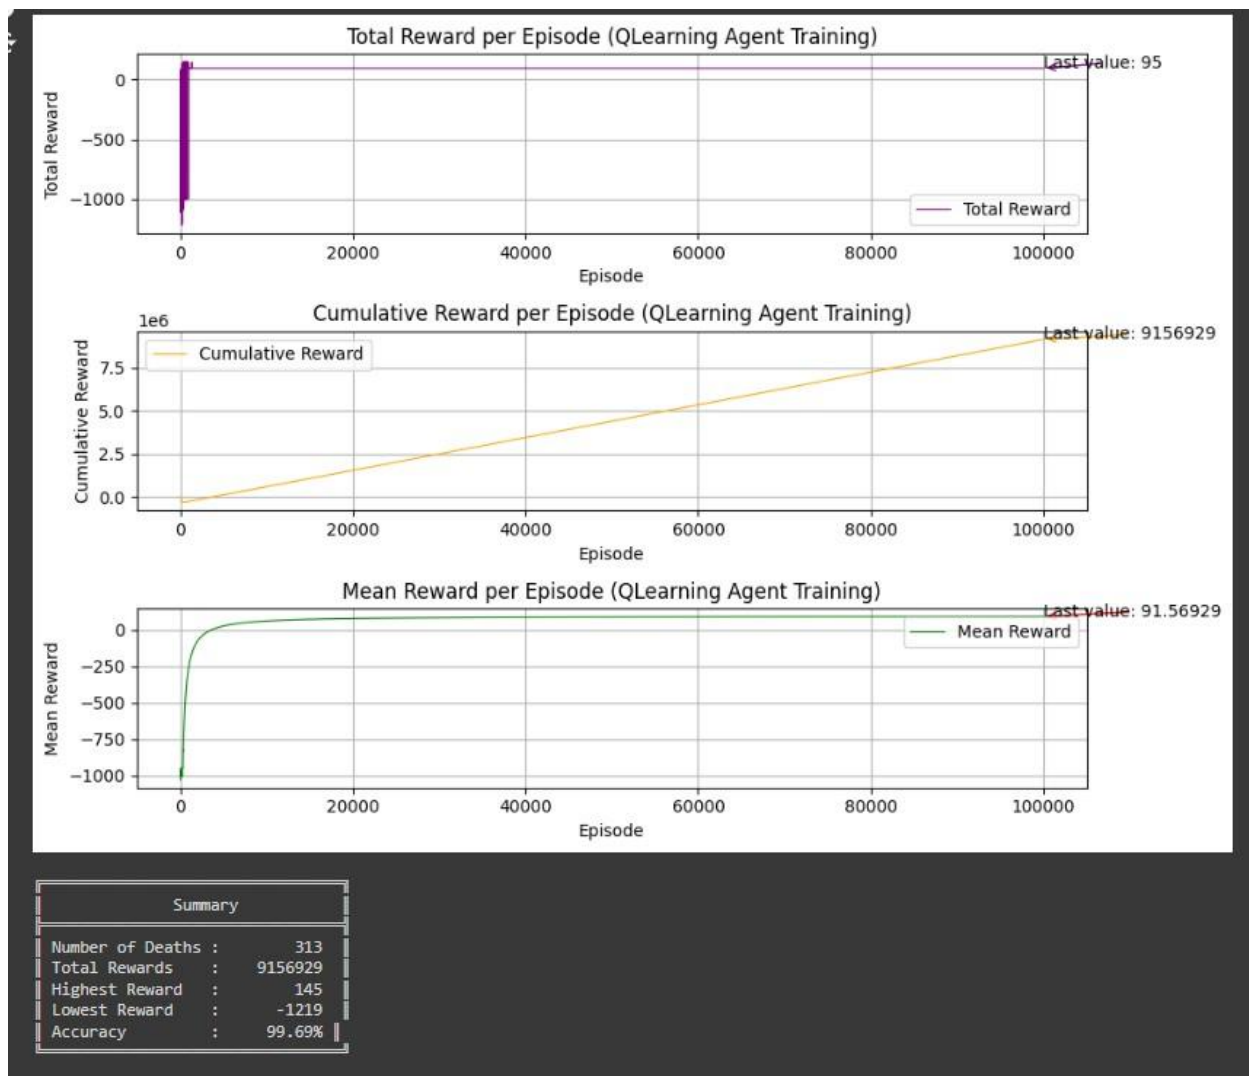 Total Reward per Episode (QLearning Agent Training)
Last value: 95
0
−500
−1000
Total Reward
Total Reward
0 20000 40000 60000 80000 100000
Episode
Cumulative Reward per Episode (QLearning Agent Training)
1e6
Last value: 9156929
Cumulative Reward
7.5
5.0
2.5
0.0
Cumulative Reward
0 20000 40000 60000 80000 100000
Episode
Mean Reward per Episode (QLearning Agent Training)
Last value: 91.56929
0
−250
−500
−750
−1000
Mean Reward
Mean Reward
0 20000 40000 60000 80000 100000
Episode
Summary
Number of Deaths : 313
Total Rewards : 9156929
Highest Reward : 145
Lowest Reward : -1219
Accuracy : 99.69%